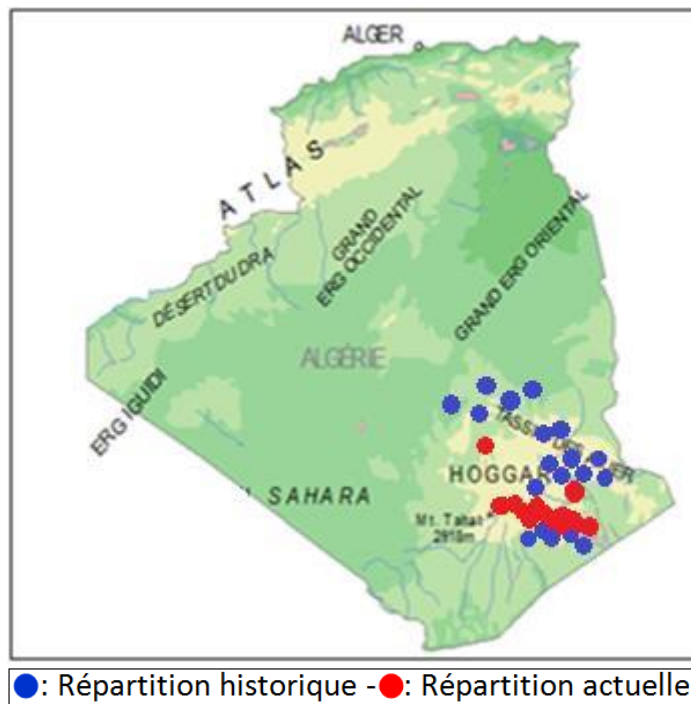 ALGER
ATLAS
GRAND
ERG OCCIDENTAL
GRAND ERG ORIENTAL
DÉSERT DU DRA
ALGÉRIE
ERG IGUIDI
HOGGAR
SAHARA
Mt. Tahat
2918m
●: Répartition historique -●: Répartition actuelle